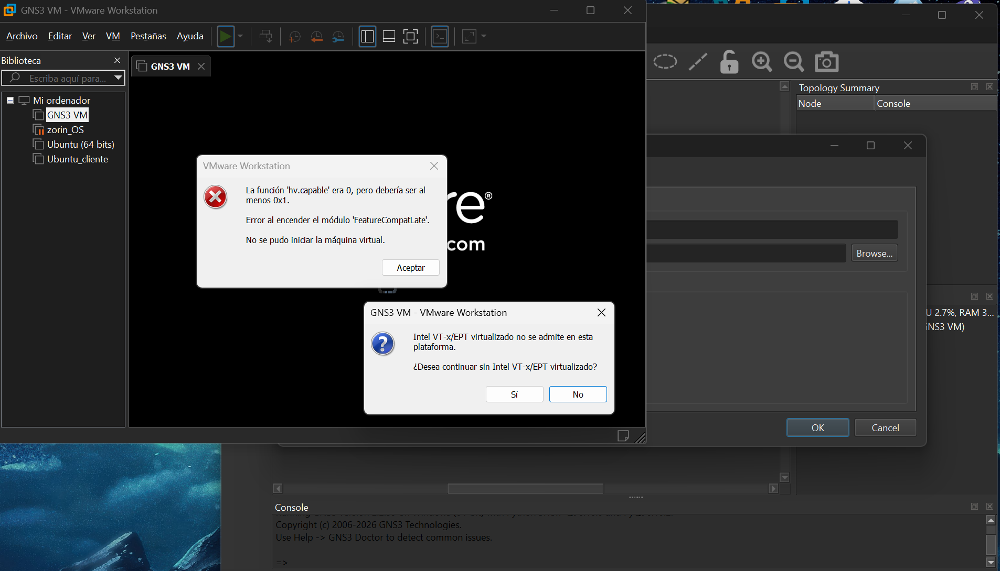 GNS3 VM - VMware Workstation
Archivo Editar Ver VM Pestañas Ayuda
Biblioteca
Escriba aquí para...
Mi ordenador
GNS3 VM
zorin_OS
Ubuntu (64 bits)
Ubuntu_cliente
GNS3 VM
re®
.com
VMware Workstation
La función 'hv.capable' era 0, pero debería ser al
menos 0x1.
Error al encender el módulo 'FeatureCompatLate'.
No se pudo iniciar la máquina virtual.
Aceptar
GNS3 VM - VMware Workstation
Intel VT-x/EPT virtualizado no se admite en esta
plataforma.
¿Desea continuar sin Intel VT-x/EPT virtualizado?
Sí No
Topology Summary
Node Console
Browse...
U 2.7%, RAM 3...
GNS3 VM)
OK Cancel
Console
Copyright (c) 2006-2026 GNS3 Technologies.
Use Help -> GNS3 Doctor to detect common issues.
=>